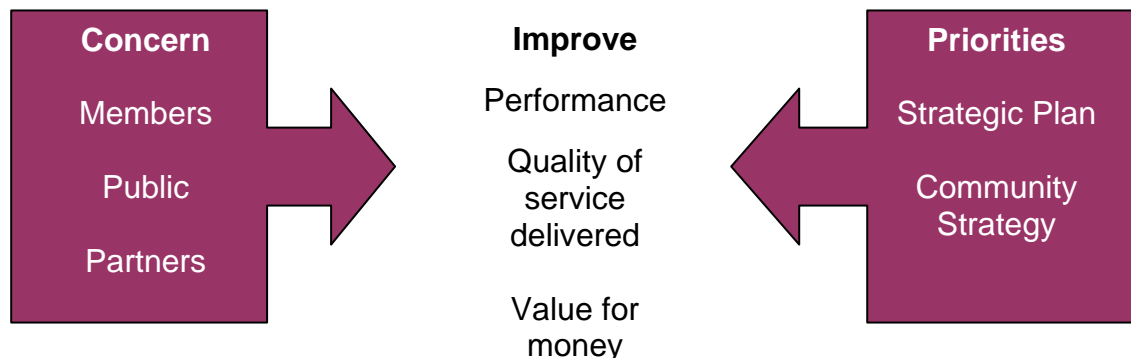 Concern
Members
Public
Partners
Improve
Performance
Quality of
service
delivered
Value for
money
Priorities
Strategic Plan
Community
Strategy